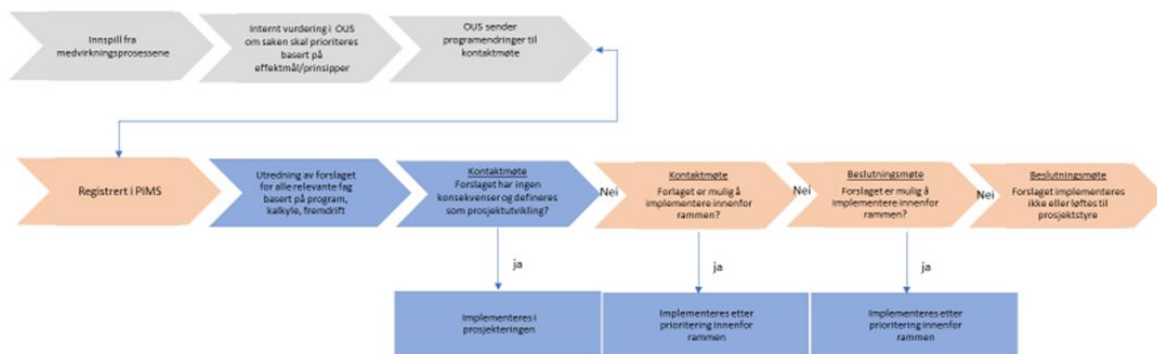 Innspill fra
medvirkningsprosessene
Internt vurdering i OUS
om saken skal prioriteres
basert på
effektmål/prinsipper
OUS sender
programendringer til
kontaktmøte
Registrert i PIMS
Utredning av forslaget
for alle relevante fag
basert på program,
kalkyle, fremdrift
Kontaktmøte
Forslaget har ingen
konsekvenser og defineres
som prosjektutvikling?
Nei
Kontaktmøte
Forlaget er mulig å
implementere innenfor
rammen?
Nei
Beslutningsmøte
Forslaget er mulig å
implementere innenfor
rammen?
Nei
Beslutningsmøte
Forslaget implementeres
ikke eller løftes til
prosjektstyre
ja
ja
ja
Implementeres i
prosjekteringen
Implementeres etter
prioritering innenfor
rammen
Implementeres etter
prioritering innenfor
rammen